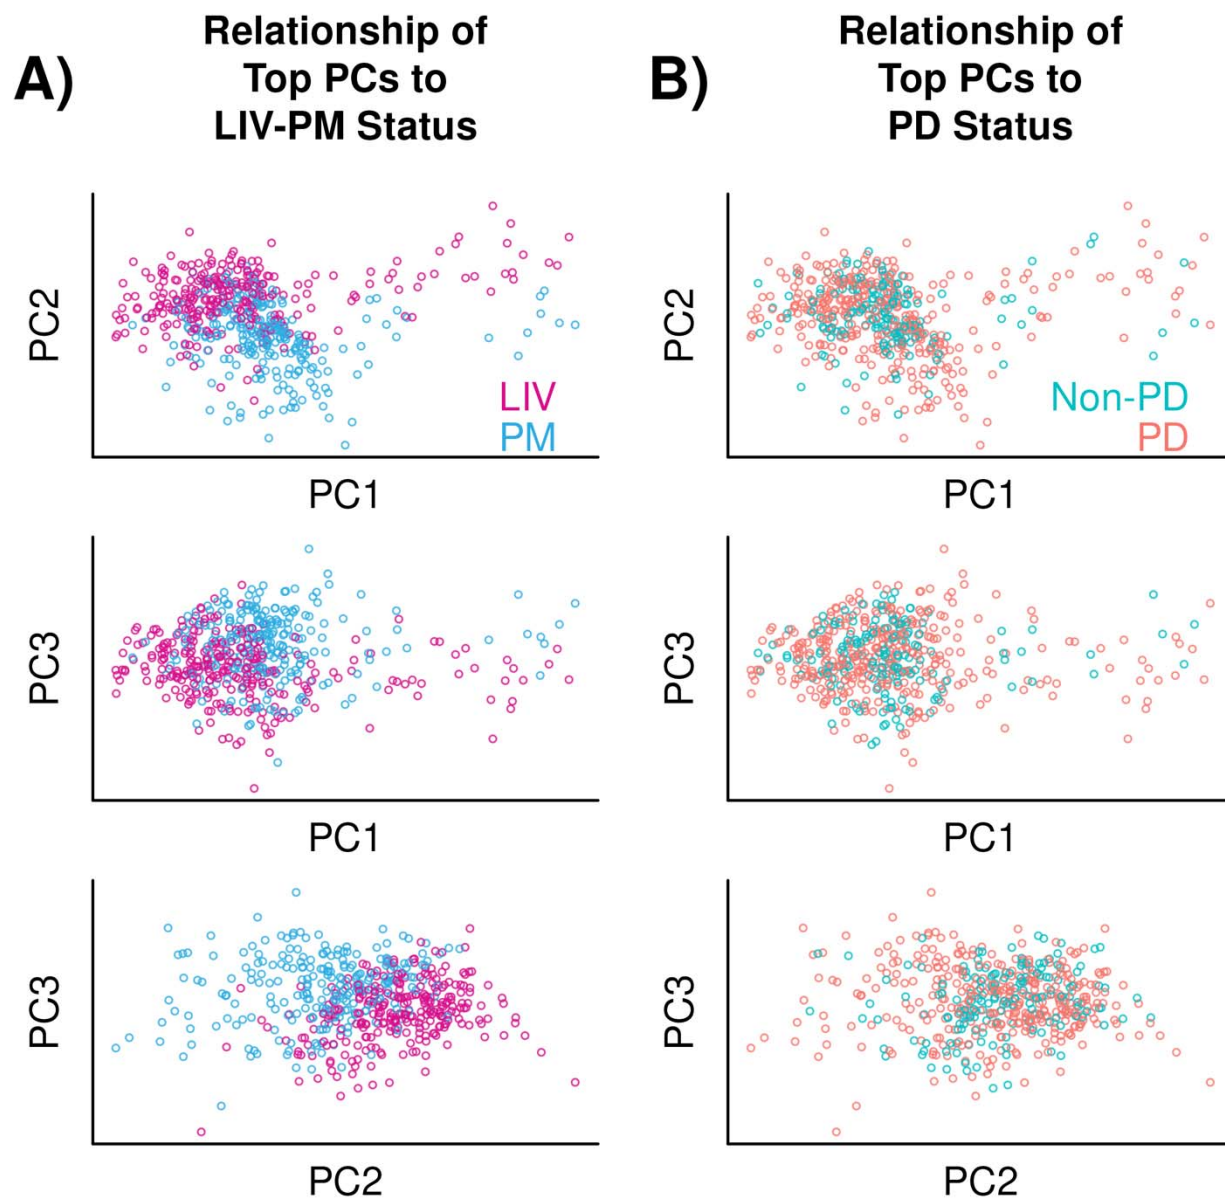 A)
Relationship of
Top PCs to
LIV-PM Status
PC2
LIV
PM
PC1
PC3
PC1
PC3
PC2
B)
Relationship of
Top PCs to
PD Status
PC2
Non-PD
PD
PC1
PC3
PC1
PC3
PC2